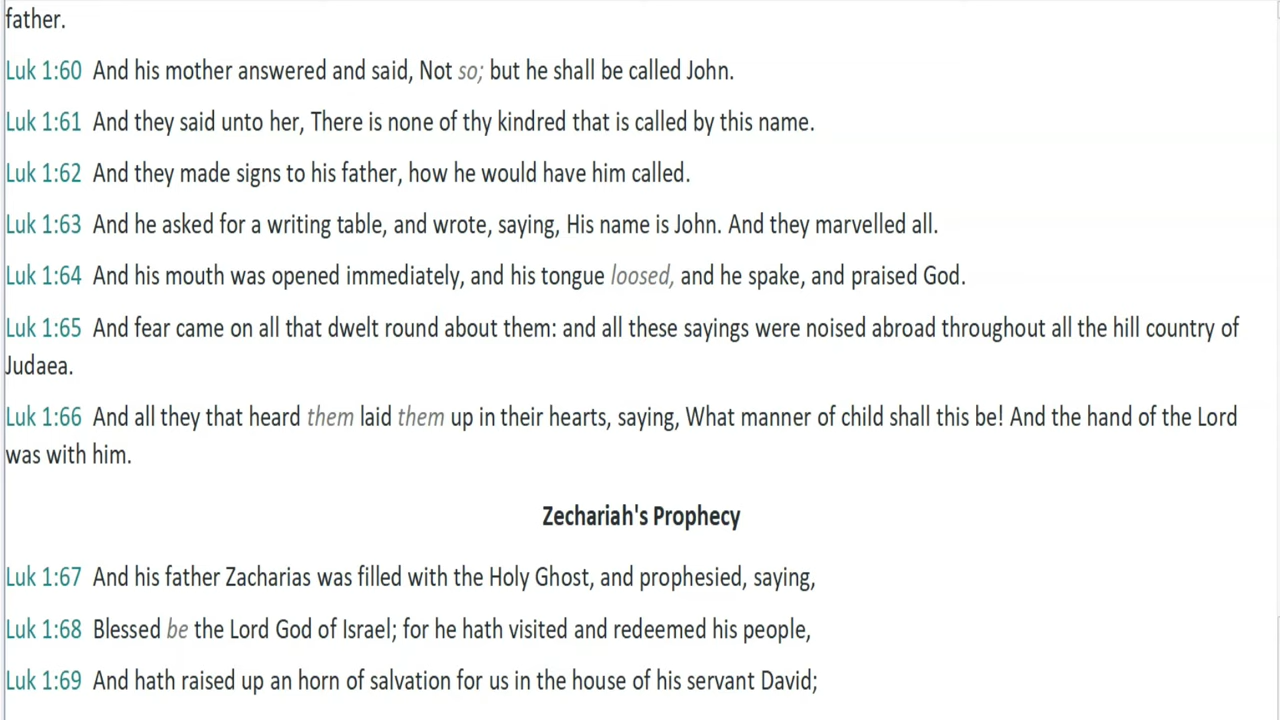 father.
Luk 1:60 And his mother answered and said, Not so; but he shall be called John.
Luk 1:61 And they said unto her, There is none of thy kindred that is called by this name.
Luk 1:62 And they made signs to his father, how he would have him called.
Luk 1:63 And he asked for a writing table, and wrote, saying, His name is John. And they marvelled all.
Luk 1:64 And his mouth was opened immediately, and his tongue loosed, and he spake, and praised God.
Luk 1:65 And fear came on all that dwelt round about them: and all these sayings were noised abroad throughout all the hill country of
Judaea.
Luk 1:66 And all they that heard them laid them up in their hearts, saying, What manner of child shall this be! And the hand of the Lord
was with him.
Zechariah's Prophecy
Luk 1:67 And his father Zacharias was filled with the Holy Ghost, and prophesied, saying,
Luk 1:68 Blessed be the Lord God of Israel; for he hath visited and redeemed his people,
Luk 1:69 And hath raised up an horn of salvation for us in the house of his servant David;